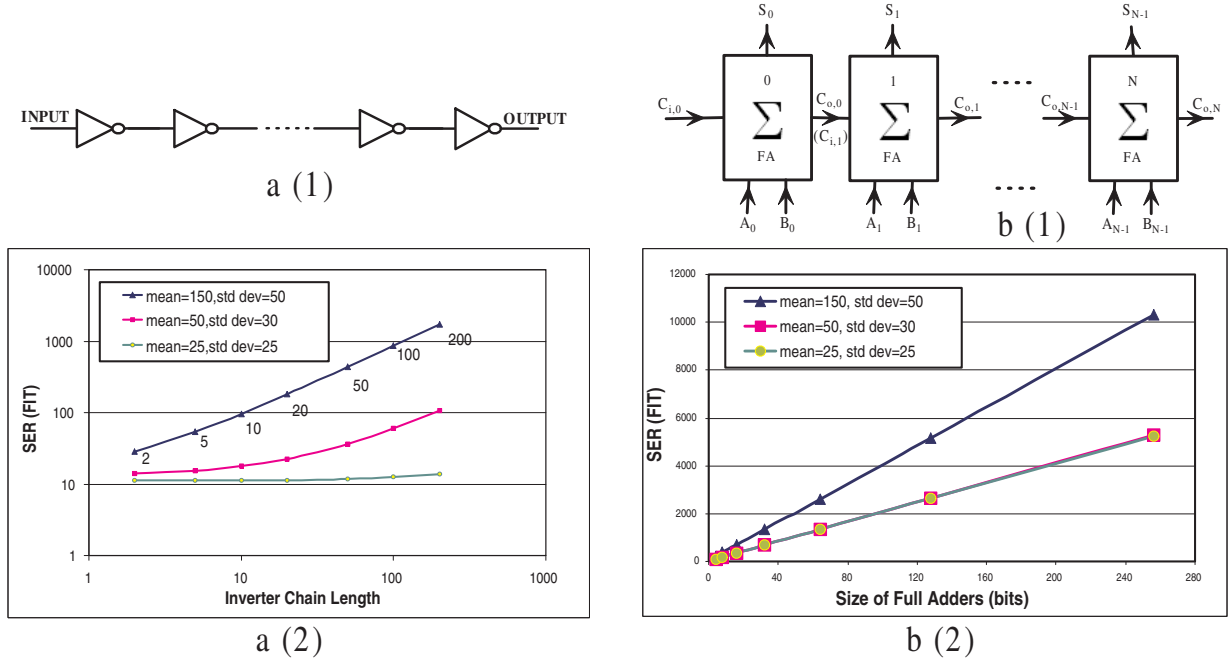 INPUT
OUTPUT
a (1)
S0
S1
SN-1
0
1
N
Ci,0
Co,0
(Ci,1)
Co,1
Co,N-1
Co,N
Σ
Σ
Σ
FA
FA
FA
A0
B0
A1
B1
AN-1
BN-1
b (1)
SER (FIT)
10000
1000
100
10
1
mean=150,std dev=50
mean=50,std dev=30
mean=25,std dev=25
2
5
10
20
50
100
200
1
10
100
1000
Inverter Chain Length
a (2)
SER (FIT)
12000
10000
8000
6000
4000
2000
0
mean=150, std dev=50
mean=50, std dev=30
mean=25, std dev=25
0
40
80
120
160
200
240
280
Size of Full Adders (bits)
b (2)